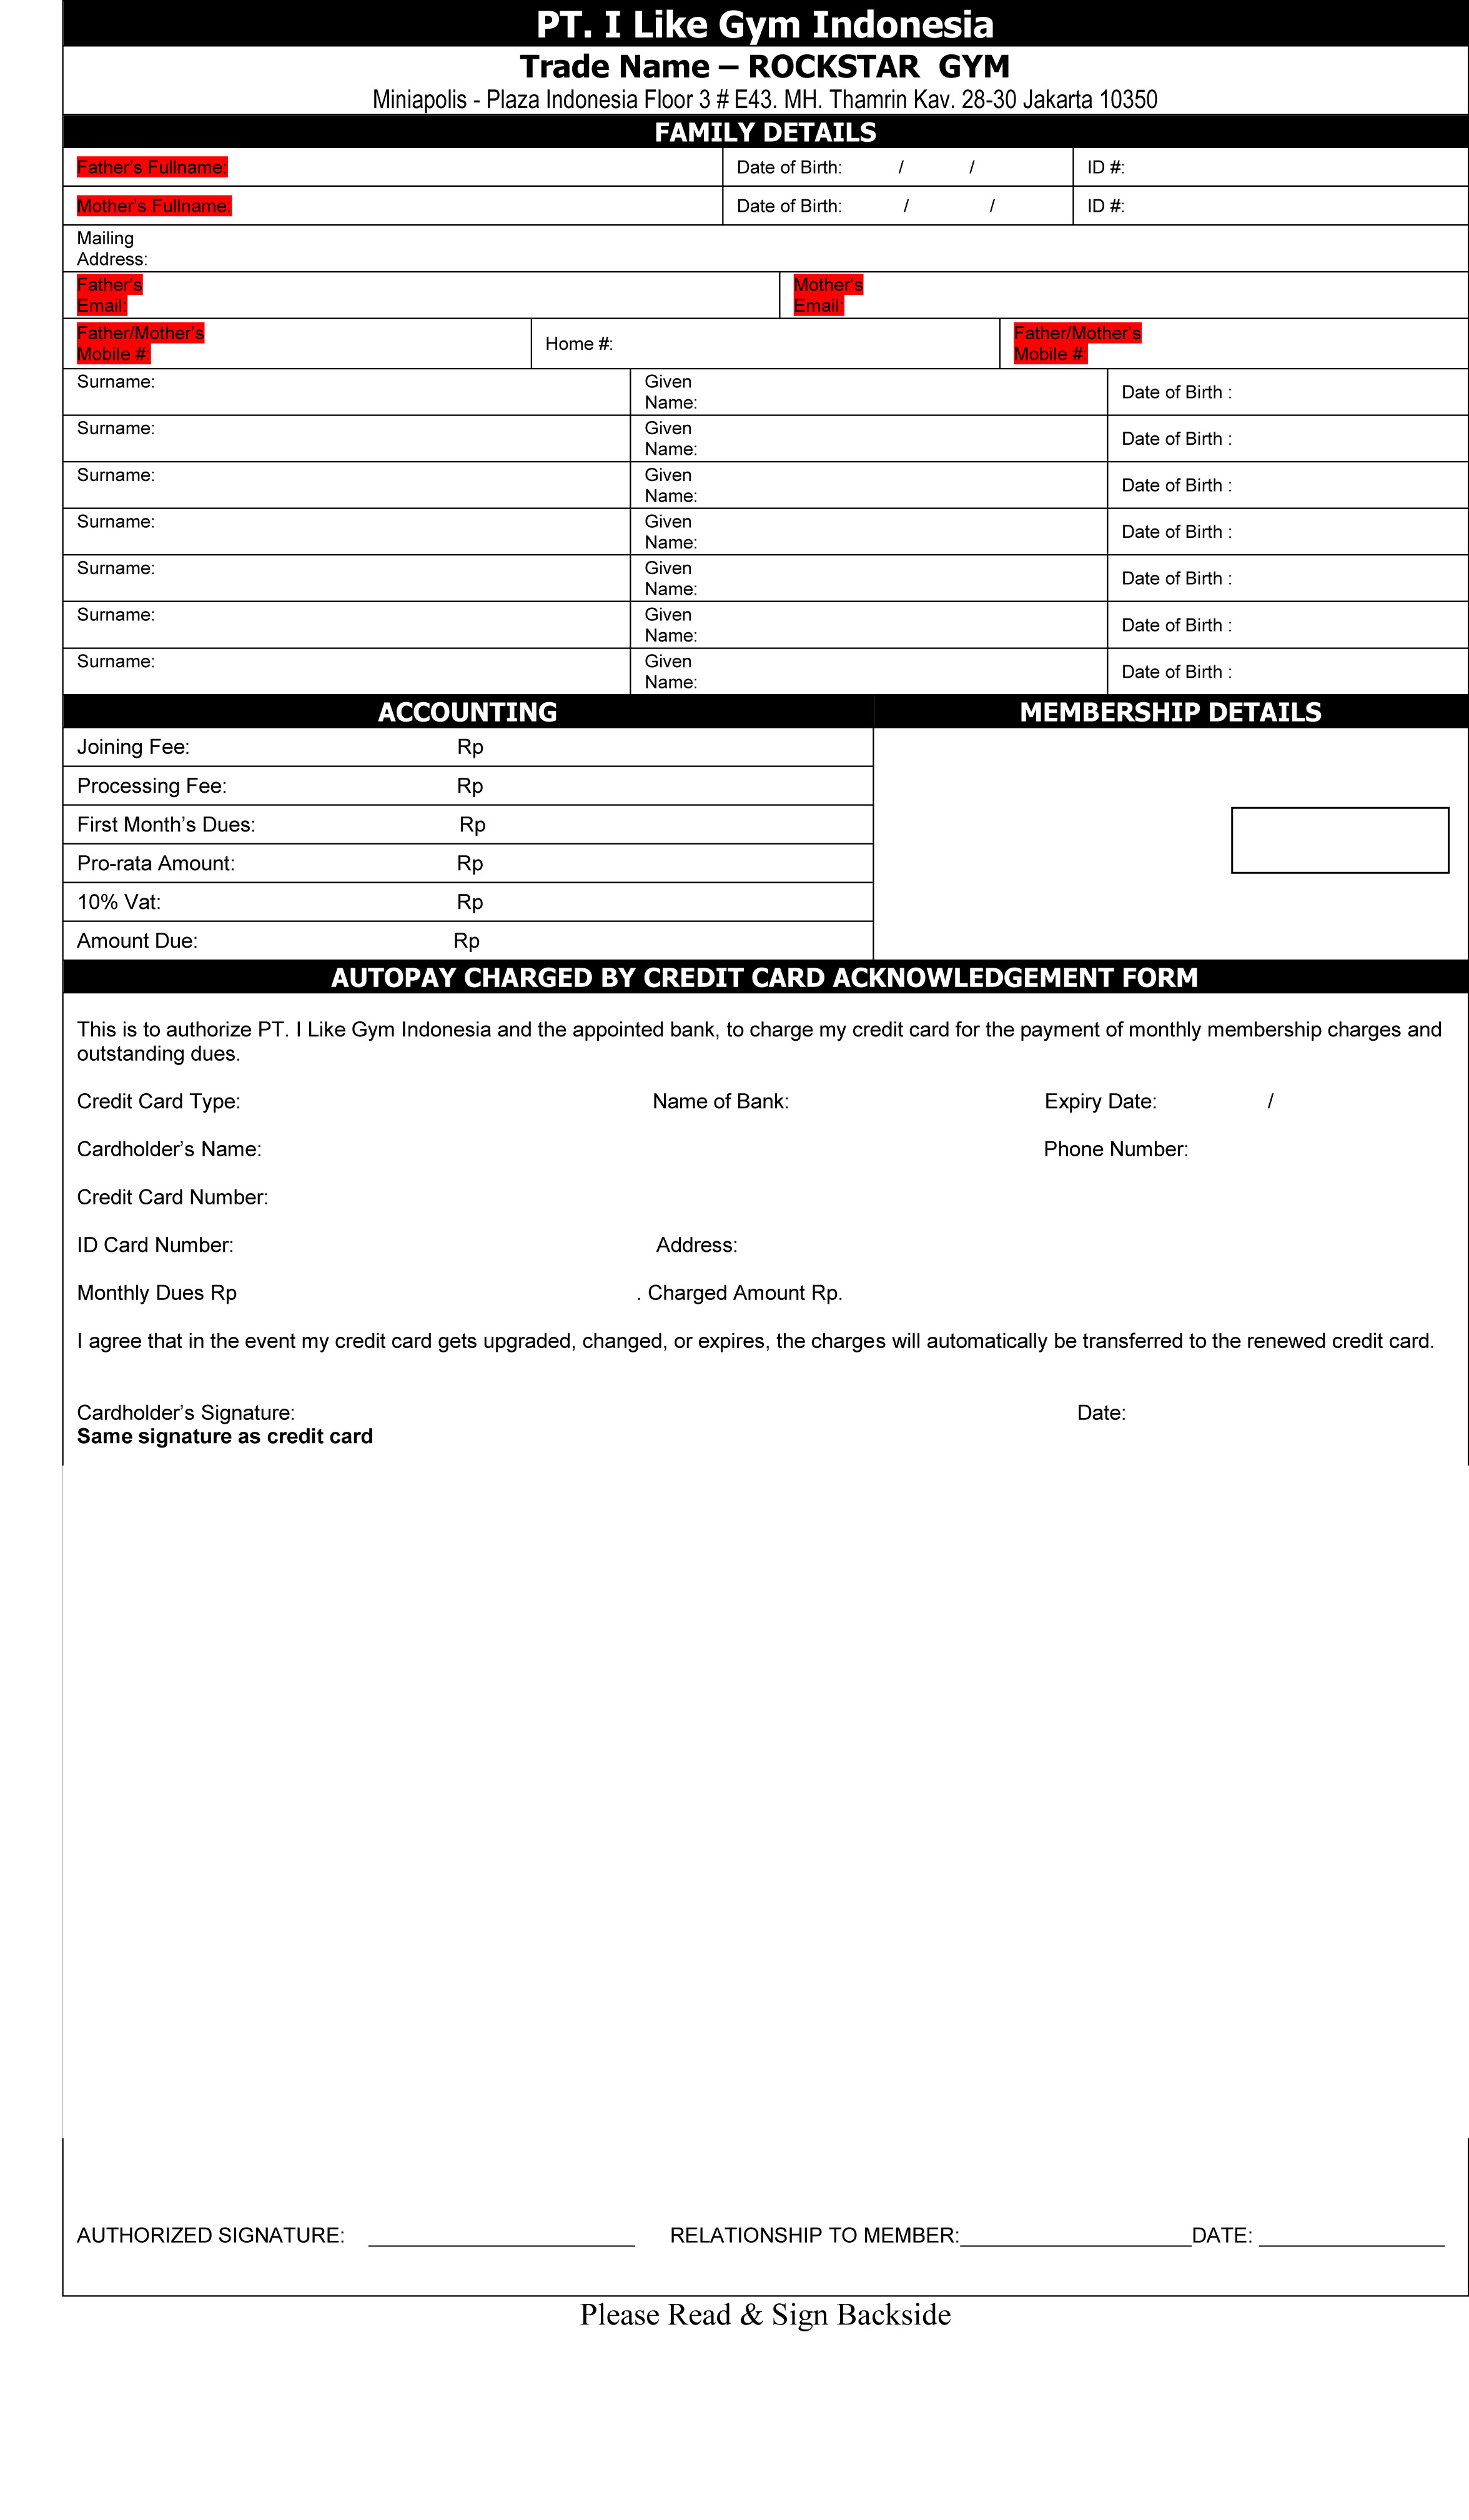 PT. I Like Gym Indonesia
Trade Name – ROCKSTAR  GYM
Miniapolis - Plaza Indonesia Floor 3 # E43. MH. Thamrin Kav. 28-30 Jakarta 10350
FAMILY DETAILS
Father’s Fullname: Date of Birth: / / ID #:
Mother’s Fullname: Date of Birth: / / ID #:
Mailing
Address:
Father’s
Email:
Mother’s
Email:
Father/Mother’s
Mobile #:
Home #:
Father/Mother’s
Mobile #:
Surname:
Given
Name:
Date of Birth :
Surname:
Given
Name:
Date of Birth :
Surname:
Given
Name:
Date of Birth :
Surname:
Given
Name:
Date of Birth :
Surname:
Given
Name:
Date of Birth :
Surname:
Given
Name:
Date of Birth :
Surname:
Given
Name:
Date of Birth :
ACCOUNTING
MEMBERSHIP DETAILS
Joining Fee: Rp
Processing Fee: Rp
First Month’s Dues: Rp
Pro-rata Amount: Rp
10% Vat: Rp
Amount Due: Rp
AUTOPAY CHARGED BY CREDIT CARD ACKNOWLEDGEMENT FORM
This is to authorize PT. I Like Gym Indonesia and the appointed bank, to charge my credit card for the payment of monthly membership charges and
outstanding dues.
Credit Card Type: Name of Bank: Expiry Date: /
Cardholder’s Name: Phone Number:
Credit Card Number:
ID Card Number: Address:
Monthly Dues Rp . Charged Amount Rp.
I agree that in the event my credit card gets upgraded, changed, or expires, the charges will automatically be transferred to the renewed credit card.
Cardholder’s Signature: Date:
Same signature as credit card
AUTHORIZED SIGNATURE: RELATIONSHIP TO MEMBER: DATE:
Please Read & Sign Backside